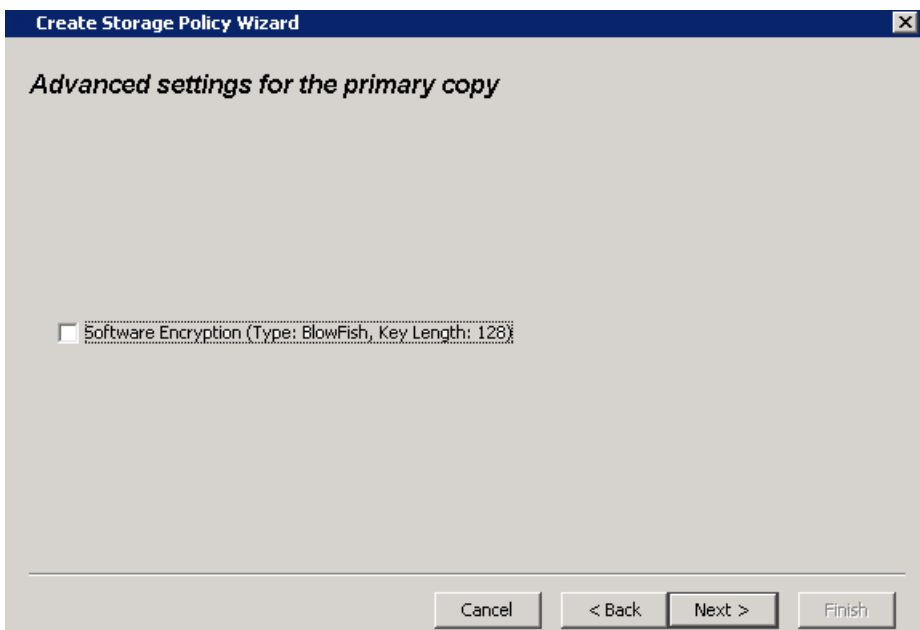 Create Storage Policy Wizard
Advanced settings for the primary copy
Software Encryption (Type: BlowFish, Key Length: 128)
Cancel
< Back
Next >
Finish